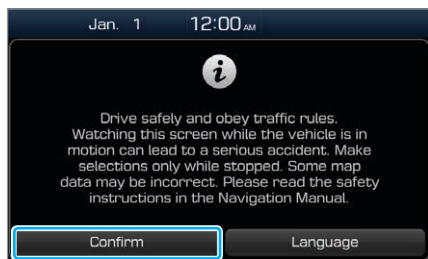 Jan. 1 12:00 AM
i
Drive safely and obey traffic rules.
Watching this screen while the vehicle is in
motion can lead to a serious accident. Make
selections only while stopped. Some map
data may be incorrect. Please read the safety
instructions in the Navigation Manual.
Confirm Language